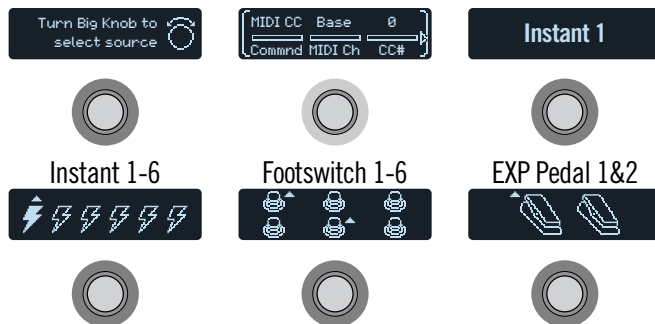 Turn Big Knob to
select source
MIDI CC Base 0
Commnd MIDI Ch CC#
Instant 1
Instant 1-6
Footswitch 1-6
EXP Pedal 1&2